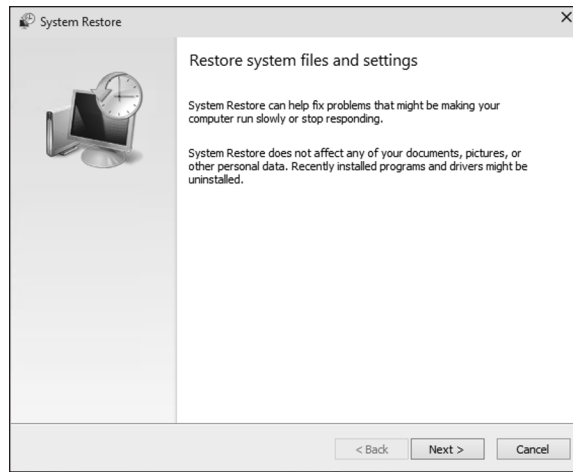 System Restore
Restore system files and settings
System Restore can help fix problems that might be making your
computer run slowly or stop responding.
System Restore does not affect any of your documents, pictures, or
other personal data. Recently installed programs and drivers might be
uninstalled.
< Back Next > Cancel